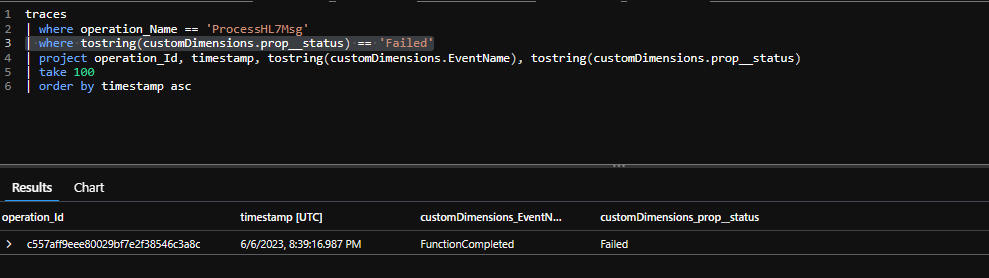 1 traces
2 | where operation_Name == 'ProcessHL7Msg'
3 | where tostring(customDimensions.prop__status) == 'Failed'
4 | project operation_Id, timestamp, tostring(customDimensions.EventName), tostring(customDimensions.prop__status)
5 | take 100
6 | order by timestamp asc
Results Chart
operation_Id timestamp [UTC] customDimensions_EventN... customDimensions_prop__status
c557aff9eee80029bf7e2f38546c3a8c 6/6/2023, 8:39:16.987 PM FunctionCompleted Failed